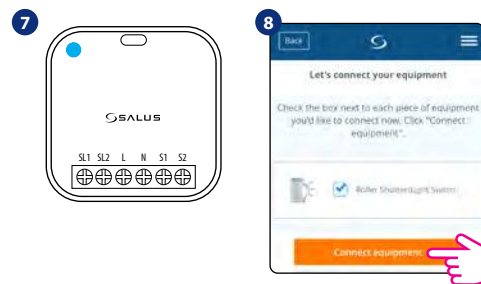 7
SALUS
SL1 SL2 L N S1 S2
8
Back
Let's connect your equipment
Check the box next to each piece of equipment
you'd like to connect now. Click "Connect
equipment".
Roller Shutter/Light Switch
Connect equipment